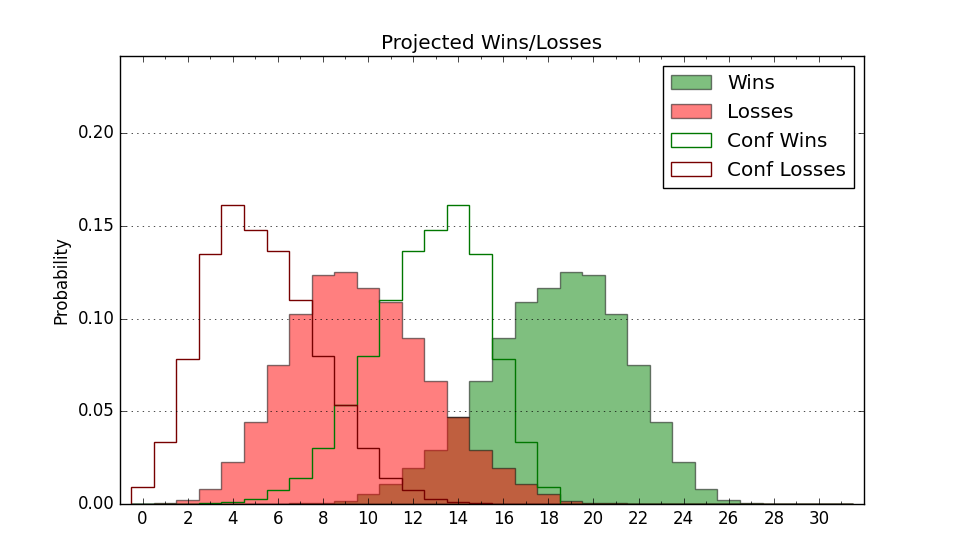 Projected Wins/Losses
Wins
Losses
Conf Wins
Conf Losses
Probability
0.20
0.15
0.10
0.05
0.00
0 2 4 6 8 10 12 14 16 18 20 22 24 26 28 30